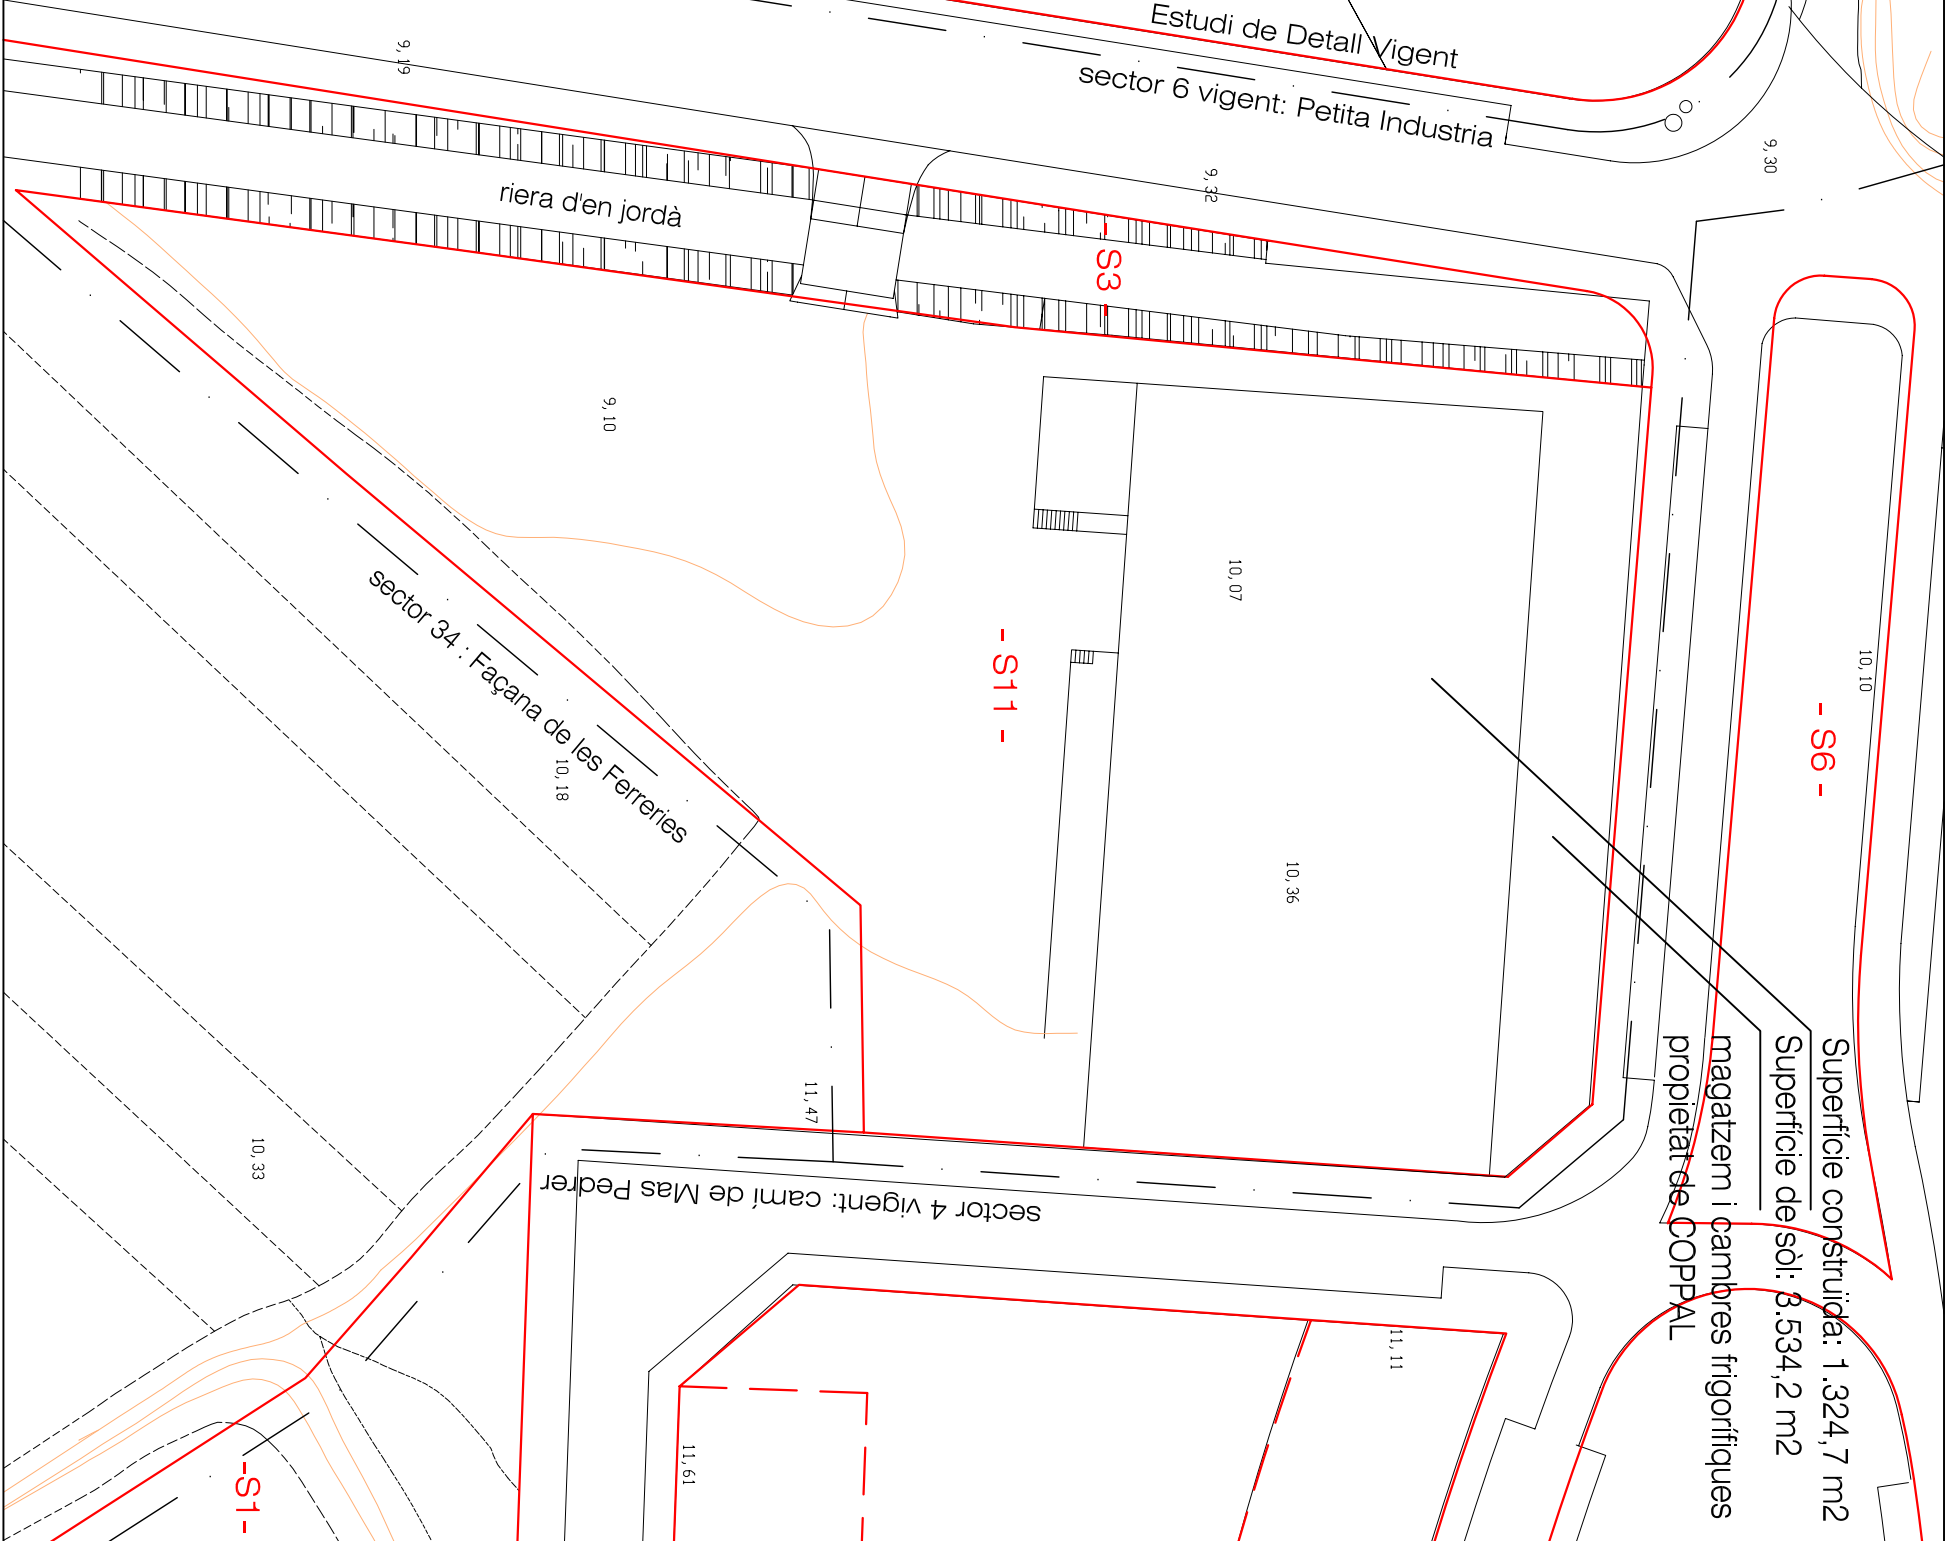 Estudi de Detall Vigent
sector 6 vigent: Petita Industria
9,19
9,32
9,30
riera d'en jordà
- S3 -
9,10
10,07
10,10
sector 34 : Façana de les Ferreries
10,18
- S11 -
- S6 -
10,36
11,47
10,33
sector 4 vigent: camí de Mas Pedrer
Superfície construïda: 1.324,7 m2
Superfície de sòl: 3.534,2 m2
magatzem i cambres frigorífiques
propietat de COPPAL
11,11
11,61
-S1-